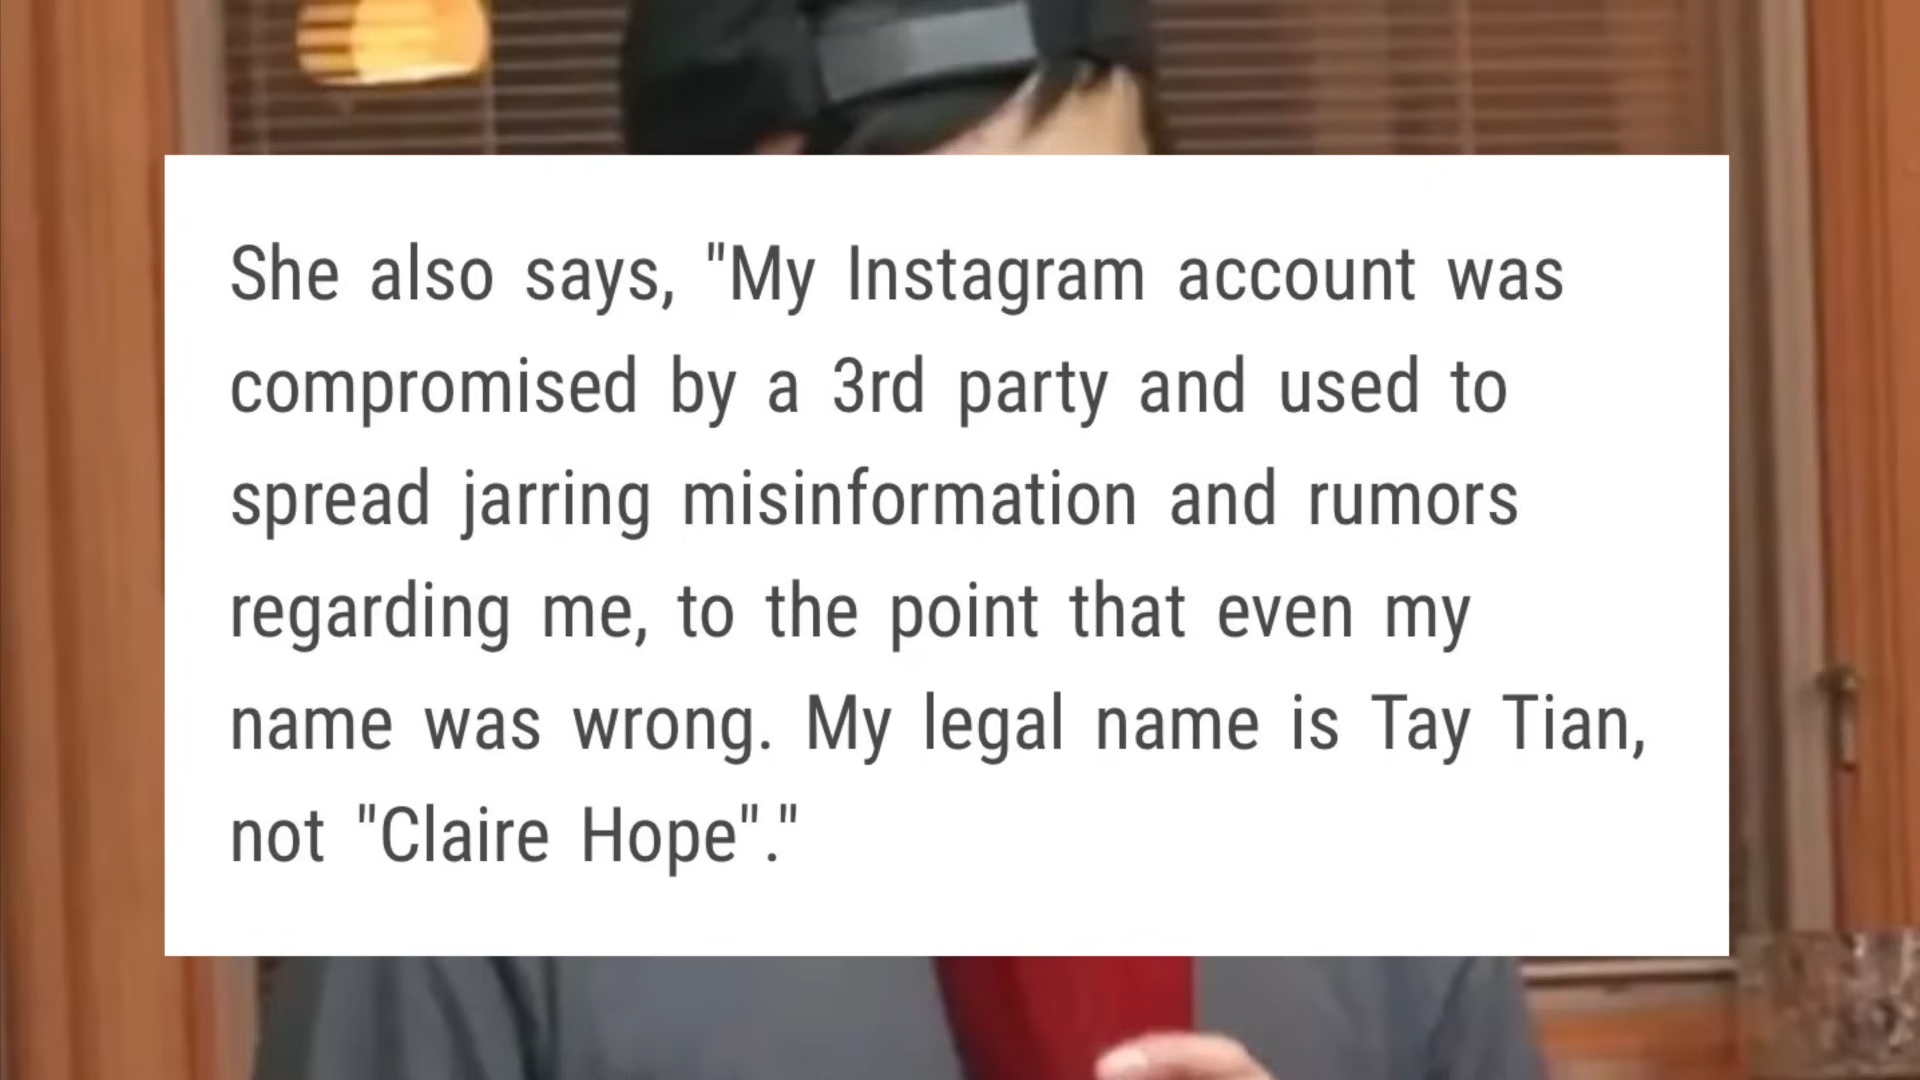 She also says, "My Instagram account was
compromised by a 3rd party and used to
spread jarring misinformation and rumors
regarding me, to the point that even my
name was wrong. My legal name is Tay Tian,
not "Claire Hope"."